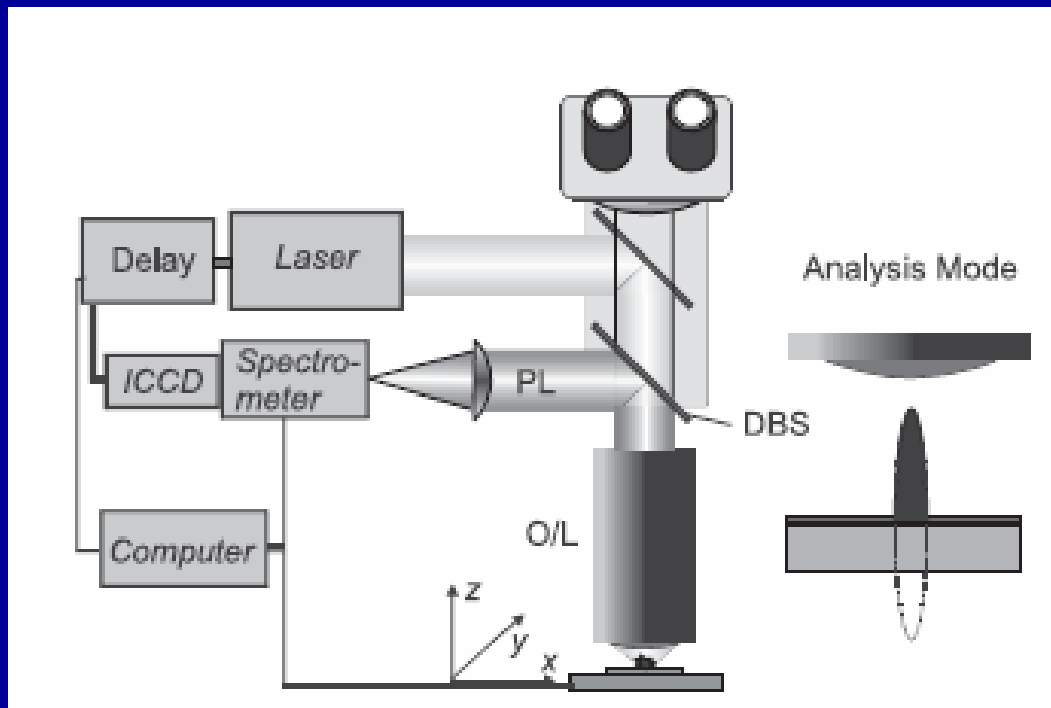 Delay
Laser
Analysis Mode
ICCD
Spectro-
meter
PL
DBS
O/L
Computer
z
y
x